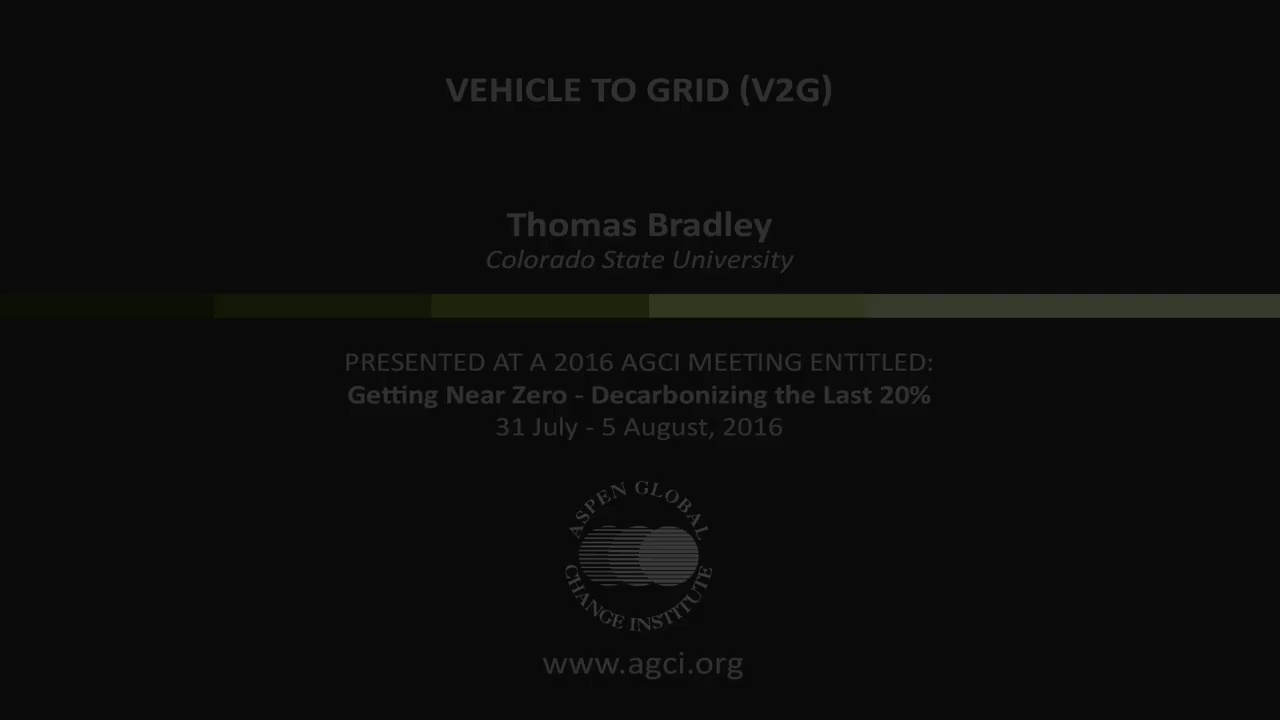 VEHICLE TO GRID (V2G)
Thomas Bradley
Colorado State University
PRESENTED AT A 2016 AGCI MEETING ENTITLED:
Getting Near Zero - Decarbonizing the Last 20%
31 July - 5 August, 2016
ASPEN GLOBAL
CHANGE INSTITUTE
www.agci.org